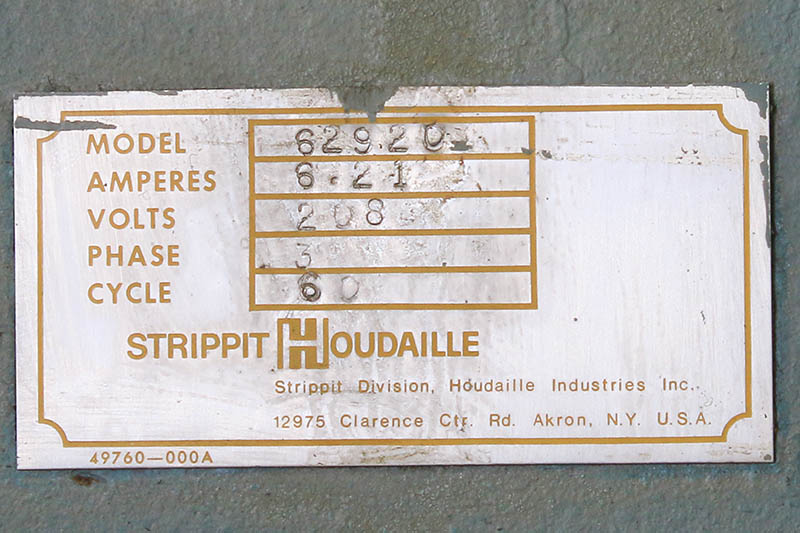 MODEL 62920
AMPERES 6.21
VOLTS 208
PHASE 3
CYCLE 60
STRIPPIT HOUDAILLE
Strippit Division, Houdaille Industries Inc.
12975 Clarence Ctr. Rd. Akron, N.Y. U.S.A.
49760—000A